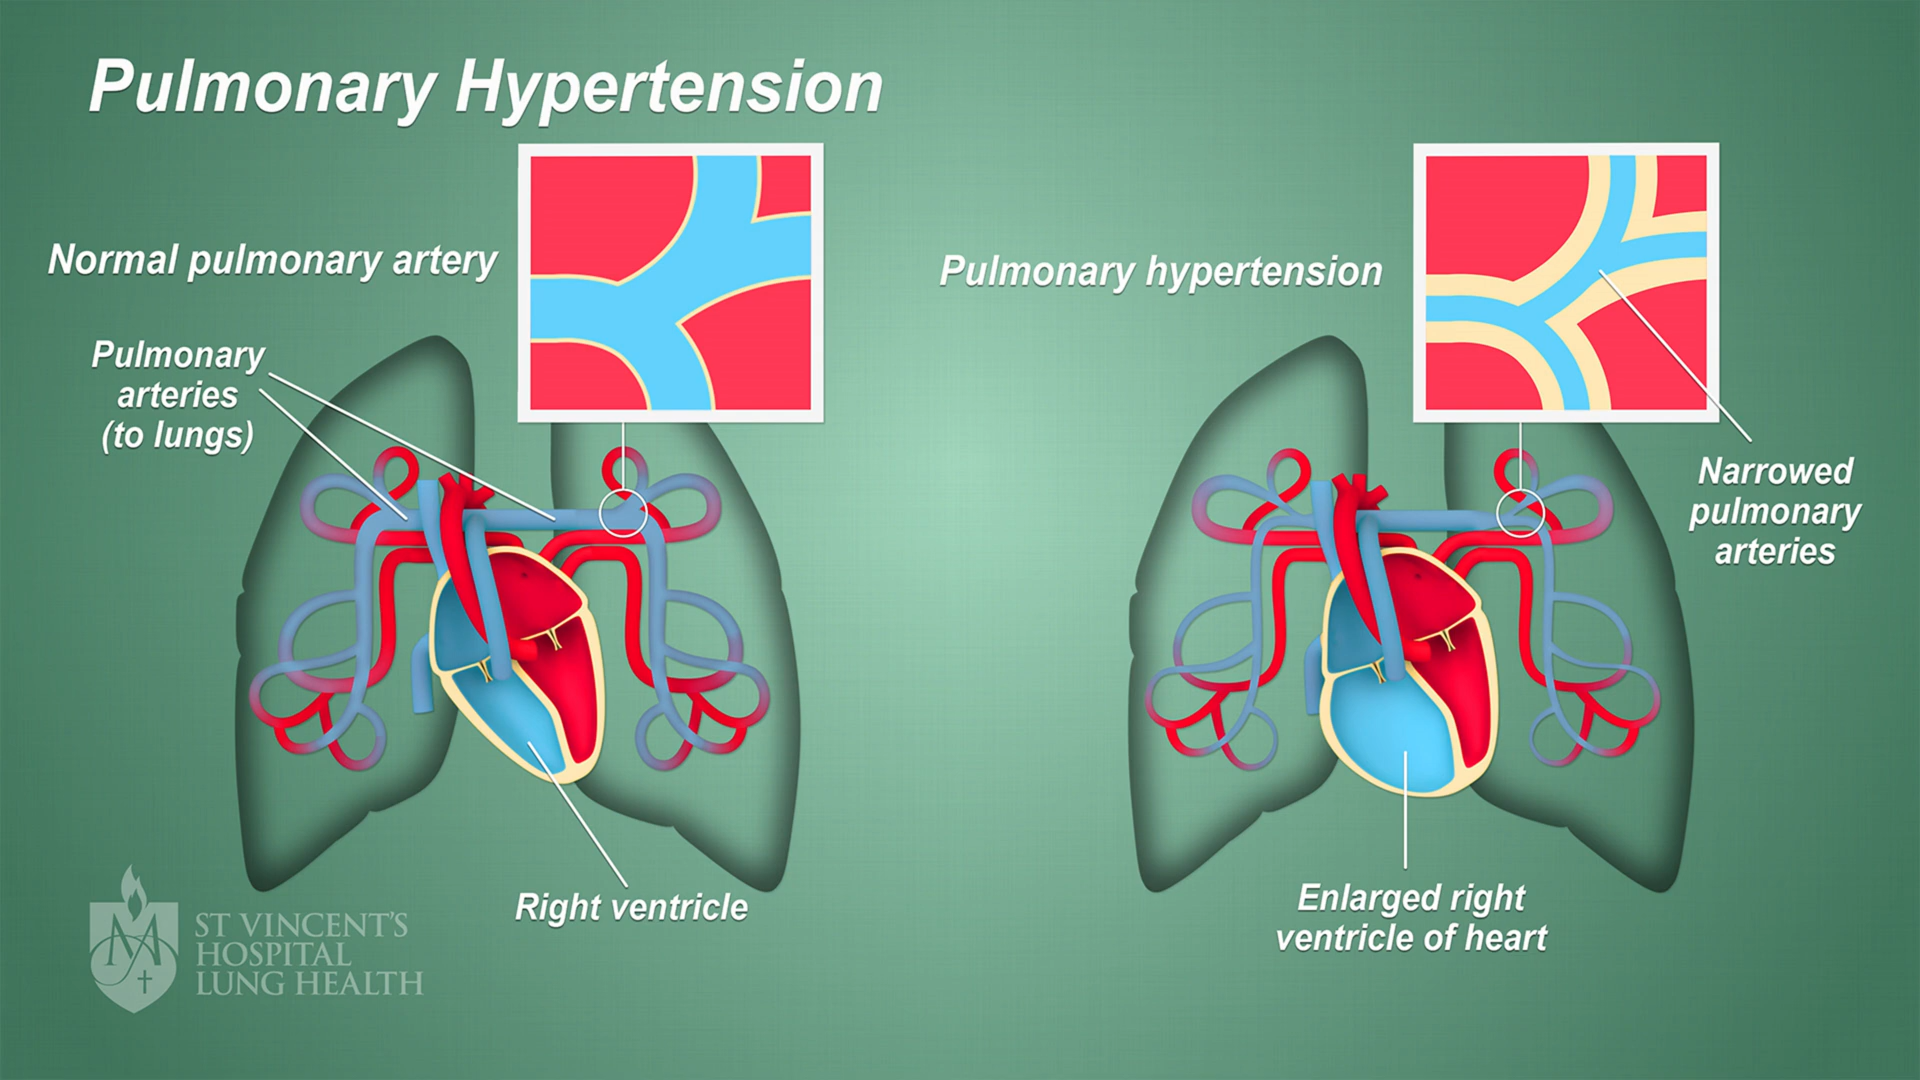 Pulmonary Hypertension
Normal pulmonary artery
Pulmonary
arteries
(to lungs)
Right ventricle
Pulmonary hypertension
Narrowed
pulmonary
arteries
Enlarged right
ventricle of heart
ST VINCENT'S
HOSPITAL
LUNG HEALTH